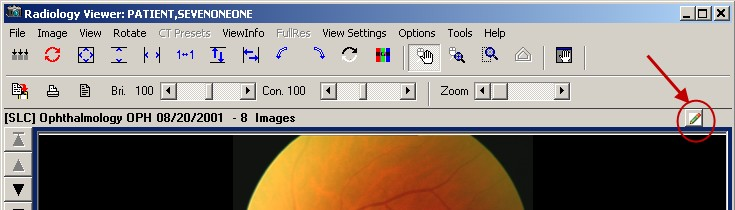 Radiology Viewer: PATIENT,SEVENONEONE
File Image View Rotate CT Presets ViewInfo FullRes View Settings Options Tools Help
1↔1
Bri. 100 Con. 100 Zoom
[SLC] Ophthalmology OPH 08/20/2001 - 8 Images